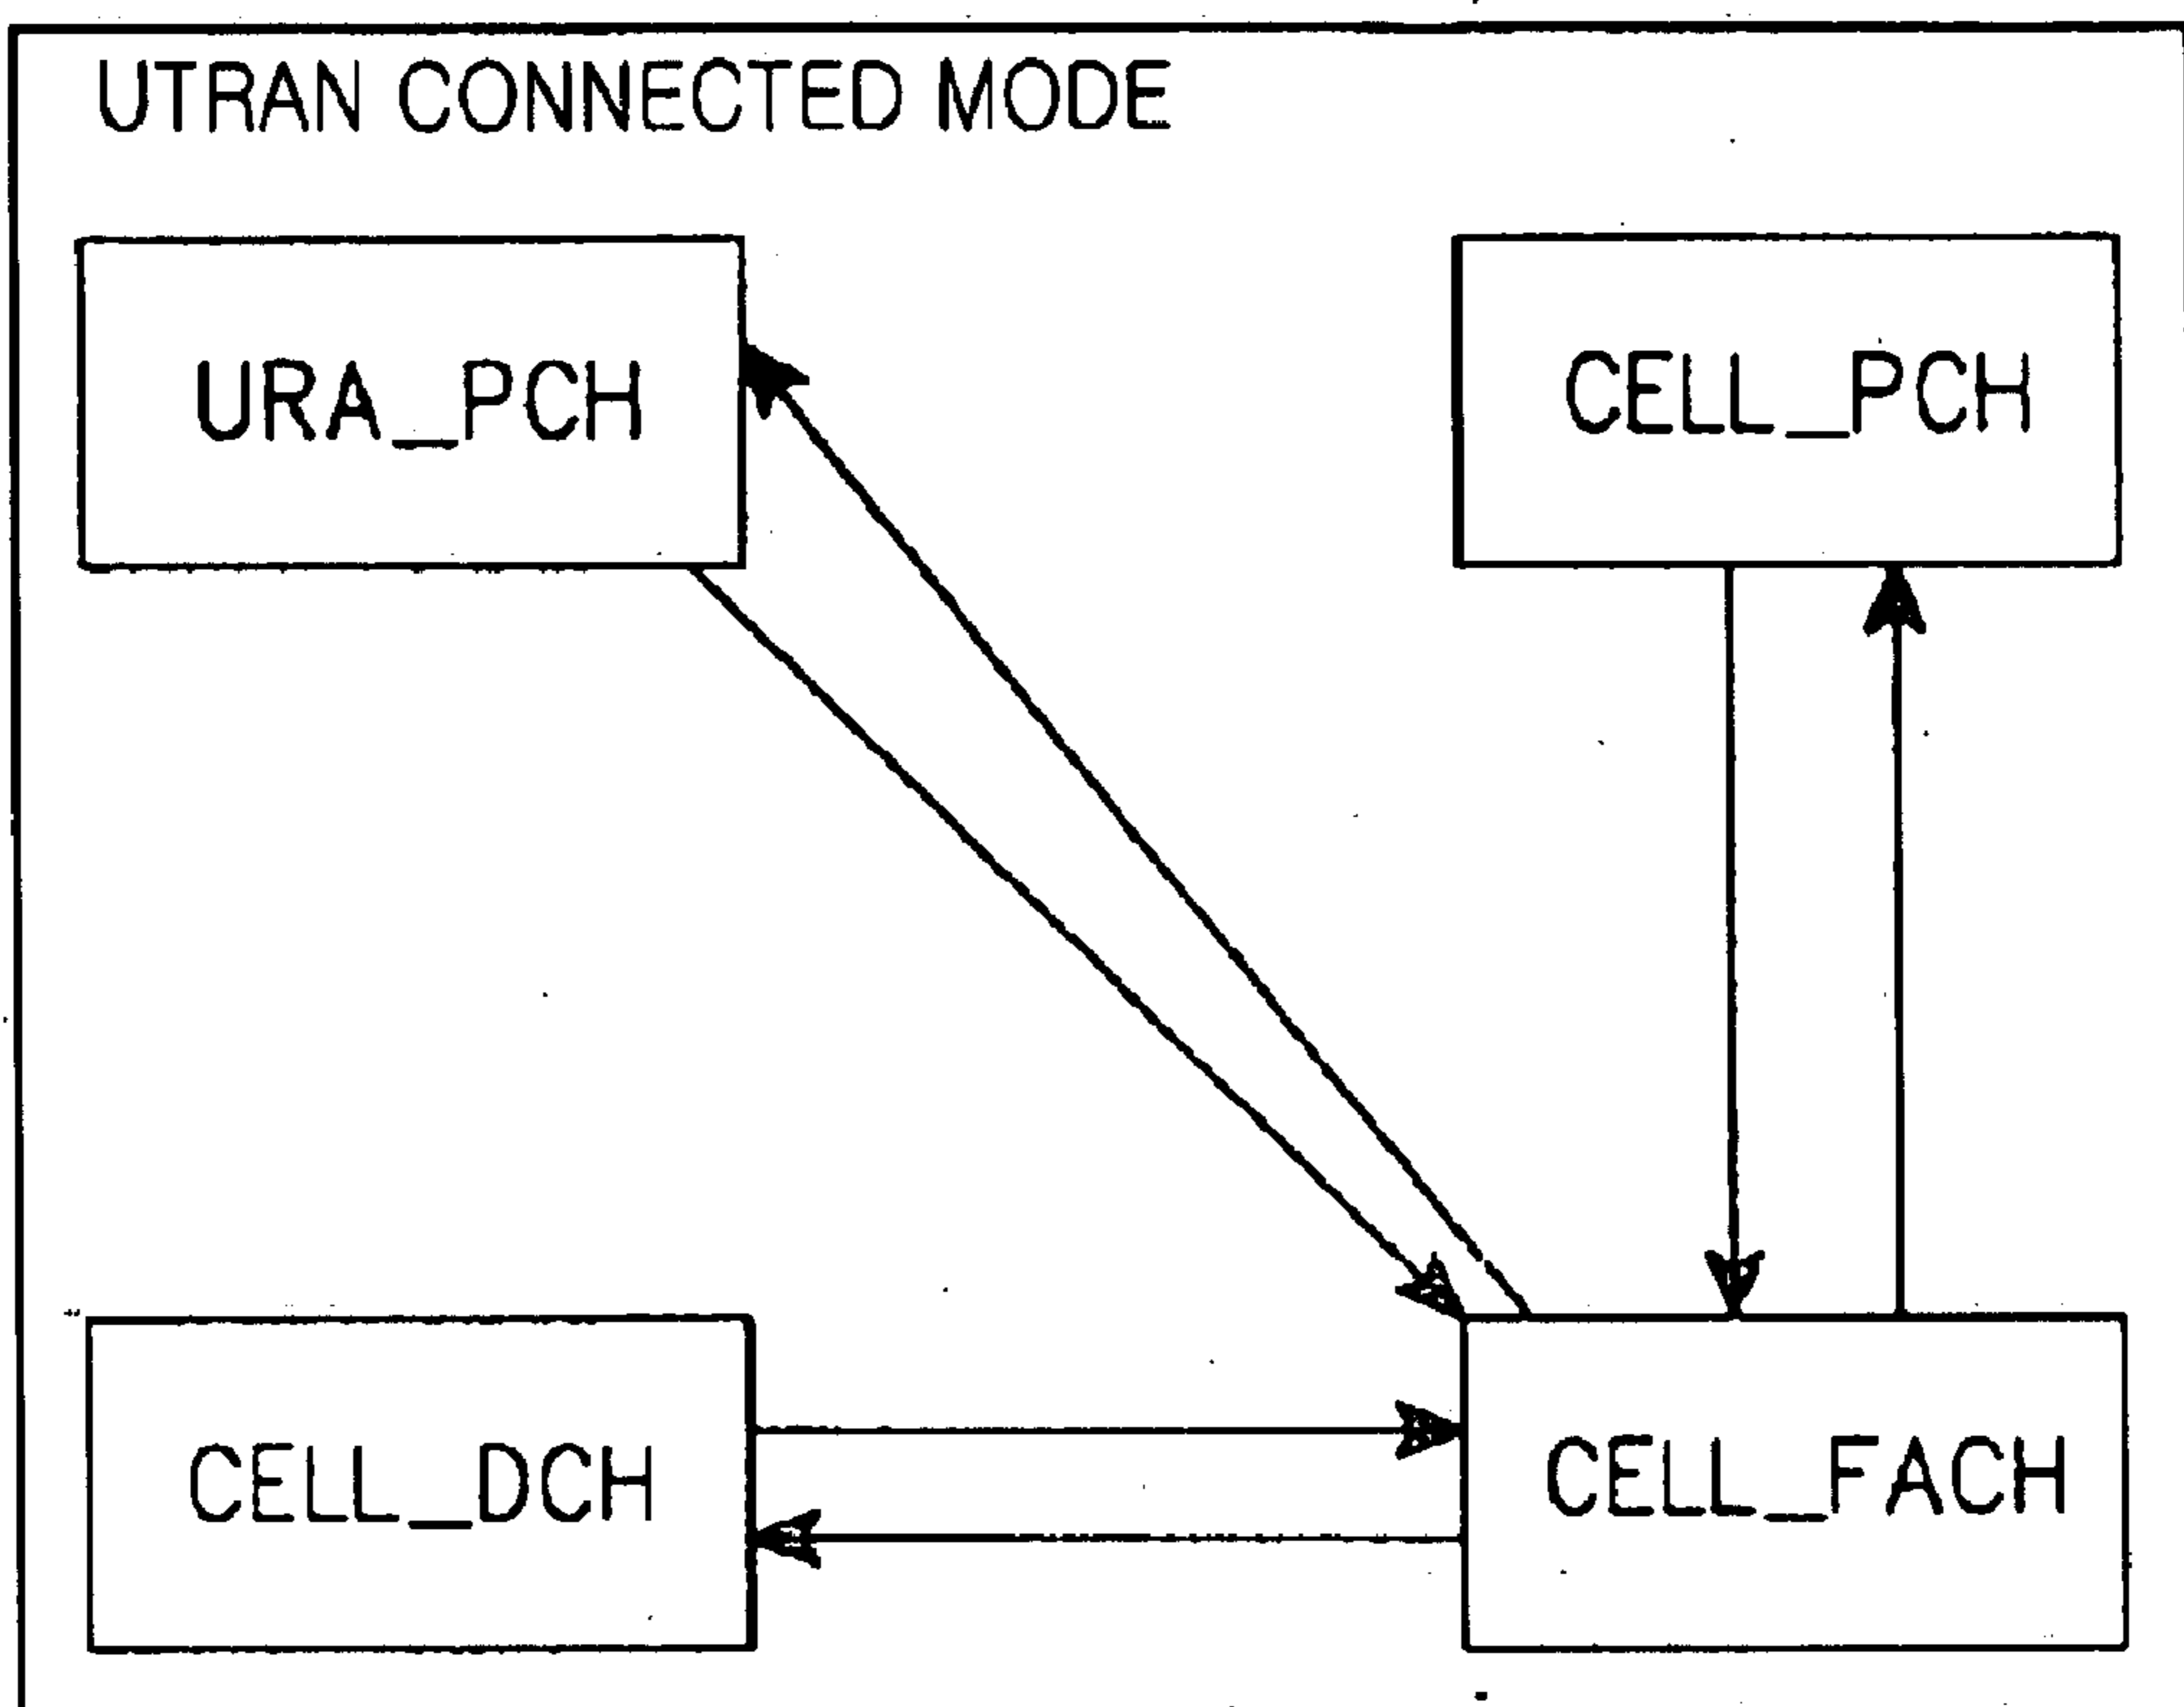 UTRAN CONNECTED MODE
URA_PCH
CELL_PCH
CELL_DCH
CELL_FACH